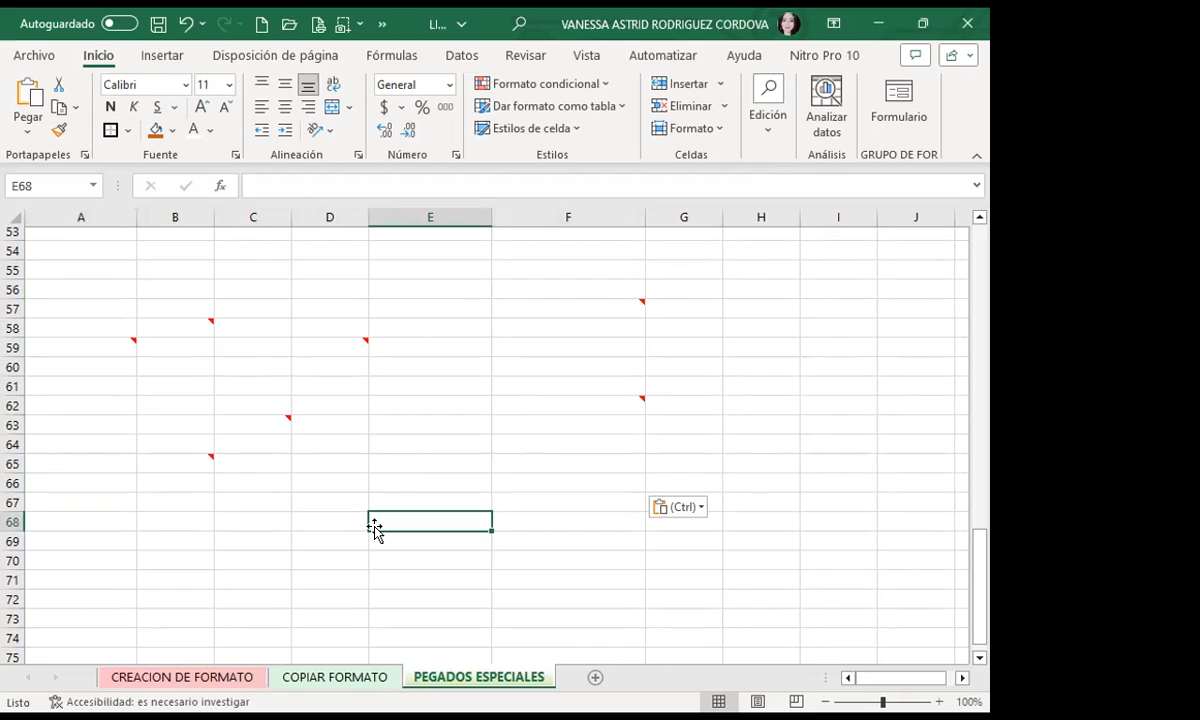 Autoguardado LI... VANESSA ASTRID RODRIGUEZ CORDOVA
Archivo Inicio Insertar Disposición de página Fórmulas Datos Revisar Vista Automatizar Ayuda Nitro Pro 10
Calibri 11 General Formato condicional Insertar
Pegar N K S $ % 000 Dar formato como tabla Eliminar Edición Analizar datos Formulario
Estilos de celda Formato
Portapapeles Fuente Alineación Número Estilos Celdas Análisis GRUPO DE FOR
E68 fx
A B C D E F G H I J
53
54
55
56
57
58
59
60
61
62
63
64
65
66
67 (Ctrl)
68
69
70
71
72
73
74
75
CREACION DE FORMATO COPIAR FORMATO PEGADOS ESPECIALES
Listo Accesibilidad: es necesario investigar 100%